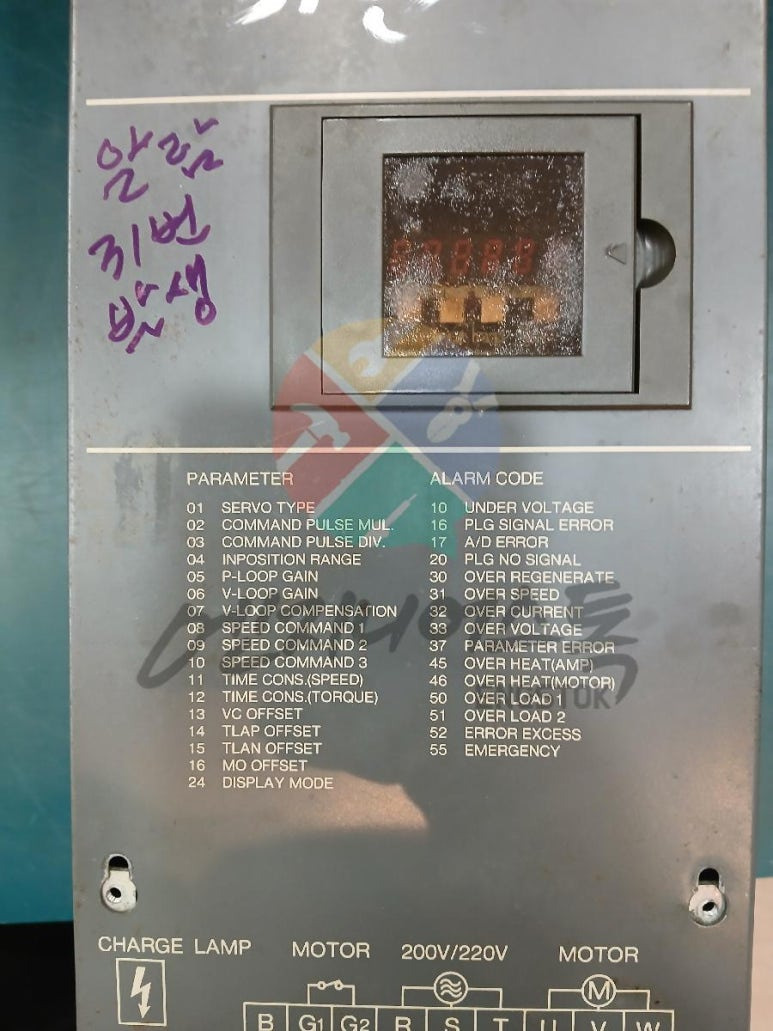 알람
31번
발생
PARAMETER
01 SERVO TYPE
02 COMMAND PULSE MUL.
03 COMMAND PULSE DIV.
04 INPOSITION RANGE
05 P-LOOP GAIN
06 V-LOOP GAIN
07 V-LOOP COMPENSATION
08 SPEED COMMAND 1
09 SPEED COMMAND 2
10 SPEED COMMAND 3
11 TIME CONS.(SPEED)
12 TIME CONS.(TORQUE)
13 VC OFFSET
14 TLAP OFFSET
15 TLAN OFFSET
16 MO OFFSET
24 DISPLAY MODE
ALARM CODE
10 UNDER VOLTAGE
16 PLG SIGNAL ERROR
17 A/D ERROR
20 PLG NO SIGNAL
30 OVER REGENERATE
31 OVER SPEED
32 OVER CURRENT
33 OVER VOLTAGE
37 PARAMETER ERROR
45 OVER HEAT(AMP)
46 OVER HEAT(MOTOR)
50 OVER LOAD 1
51 OVER LOAD 2
52 ERROR EXCESS
55 EMERGENCY
CHARGE LAMP MOTOR 200V/220V MOTOR
M
B G1 G2 R S T U V W